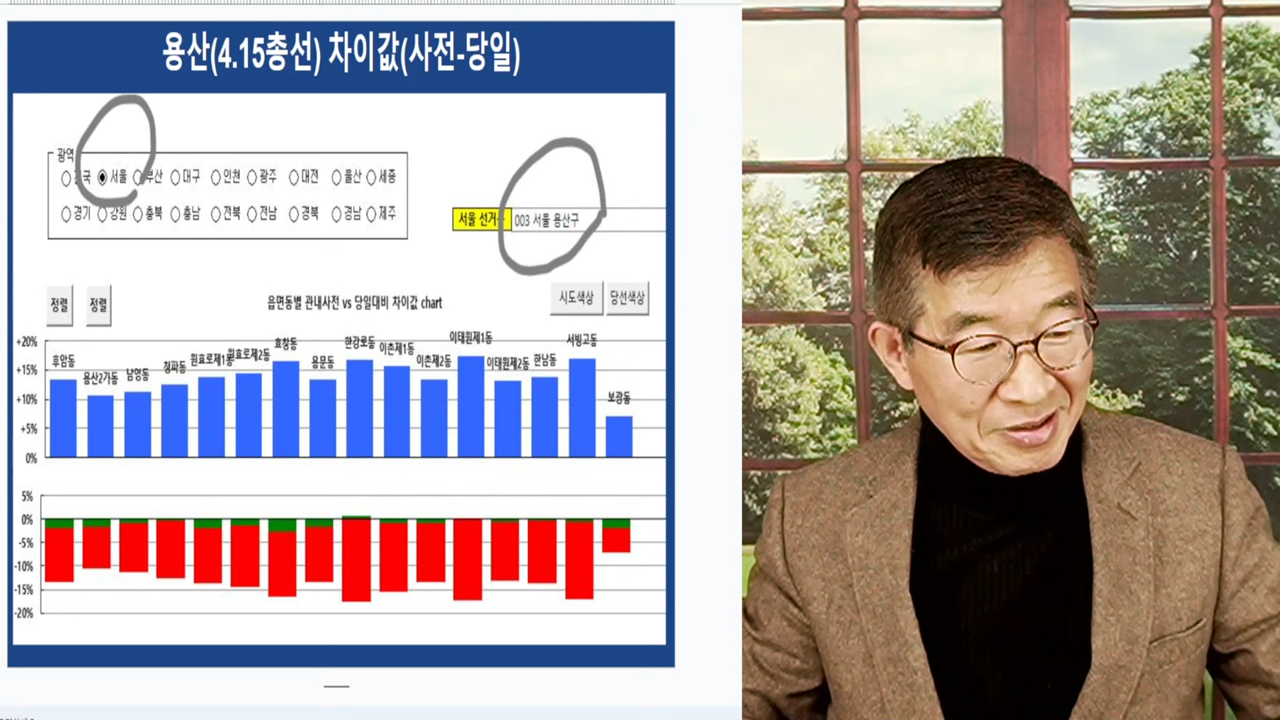 용산(4.15총선) 차이값(사전-당일)
광역
국 서울 부산 대구 인천 광주 대전 울산 세종
경기 강원 충북 충남 전북 전남 경북 경남 제주
서울 선거 003 서울 용산구
정렬 정렬
읍면동별 관내사전 vs 당일대비 차이값 chart
시도색상 당선색상
+20%
+15%
+10%
+5%
0%
후암동 용산2가동 남영동 청파동 원효로제1동 원효로제2동 효창동 용문동 한강로동 이촌제1동 이촌제2동 이태원제1동 이태원제2동 한남동 서빙고동 보광동
5%
0%
-5%
-10%
-15%
-20%